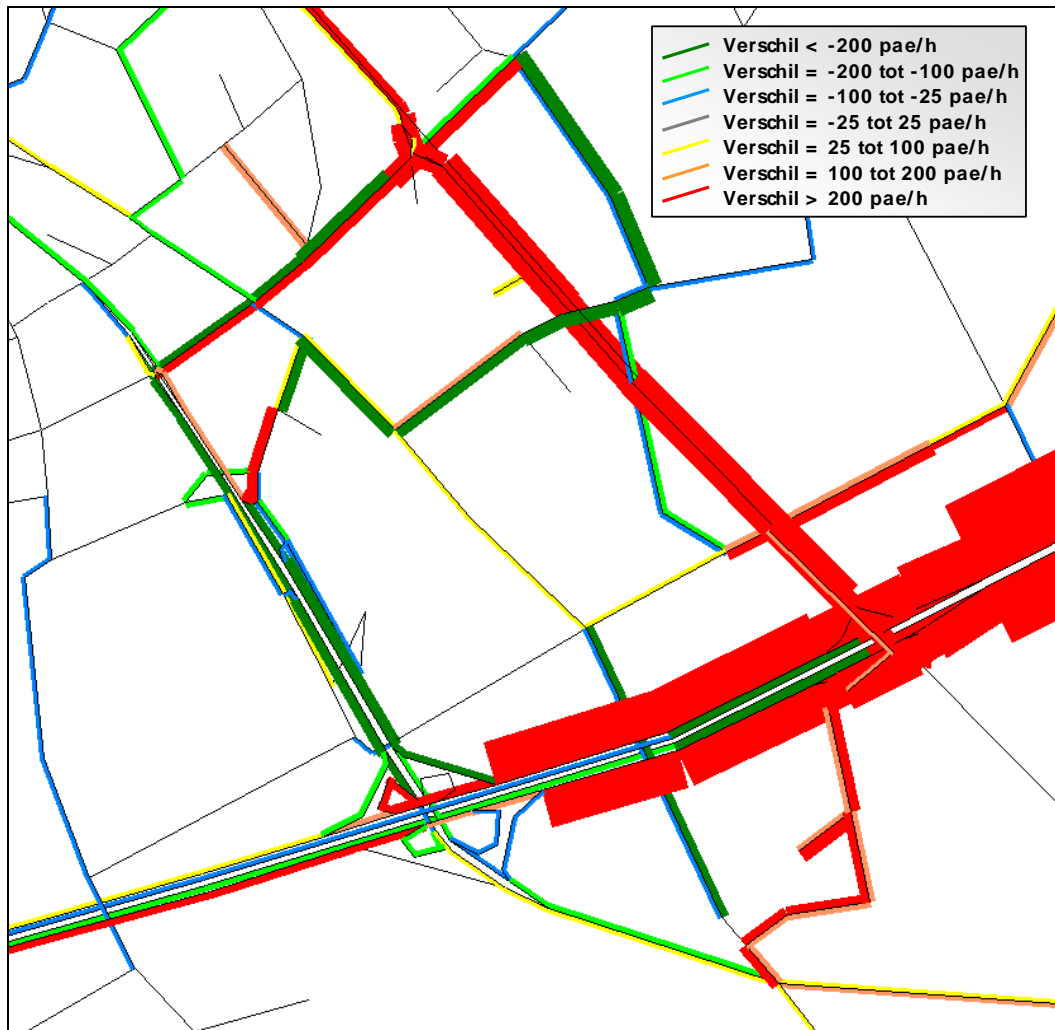 Verschil < -200 pae/h
Verschil = -200 tot -100 pae/h
Verschil = -100 tot -25 pae/h
Verschil = -25 tot 25 pae/h
Verschil = 25 tot 100 pae/h
Verschil = 100 tot 200 pae/h
Verschil > 200 pae/h